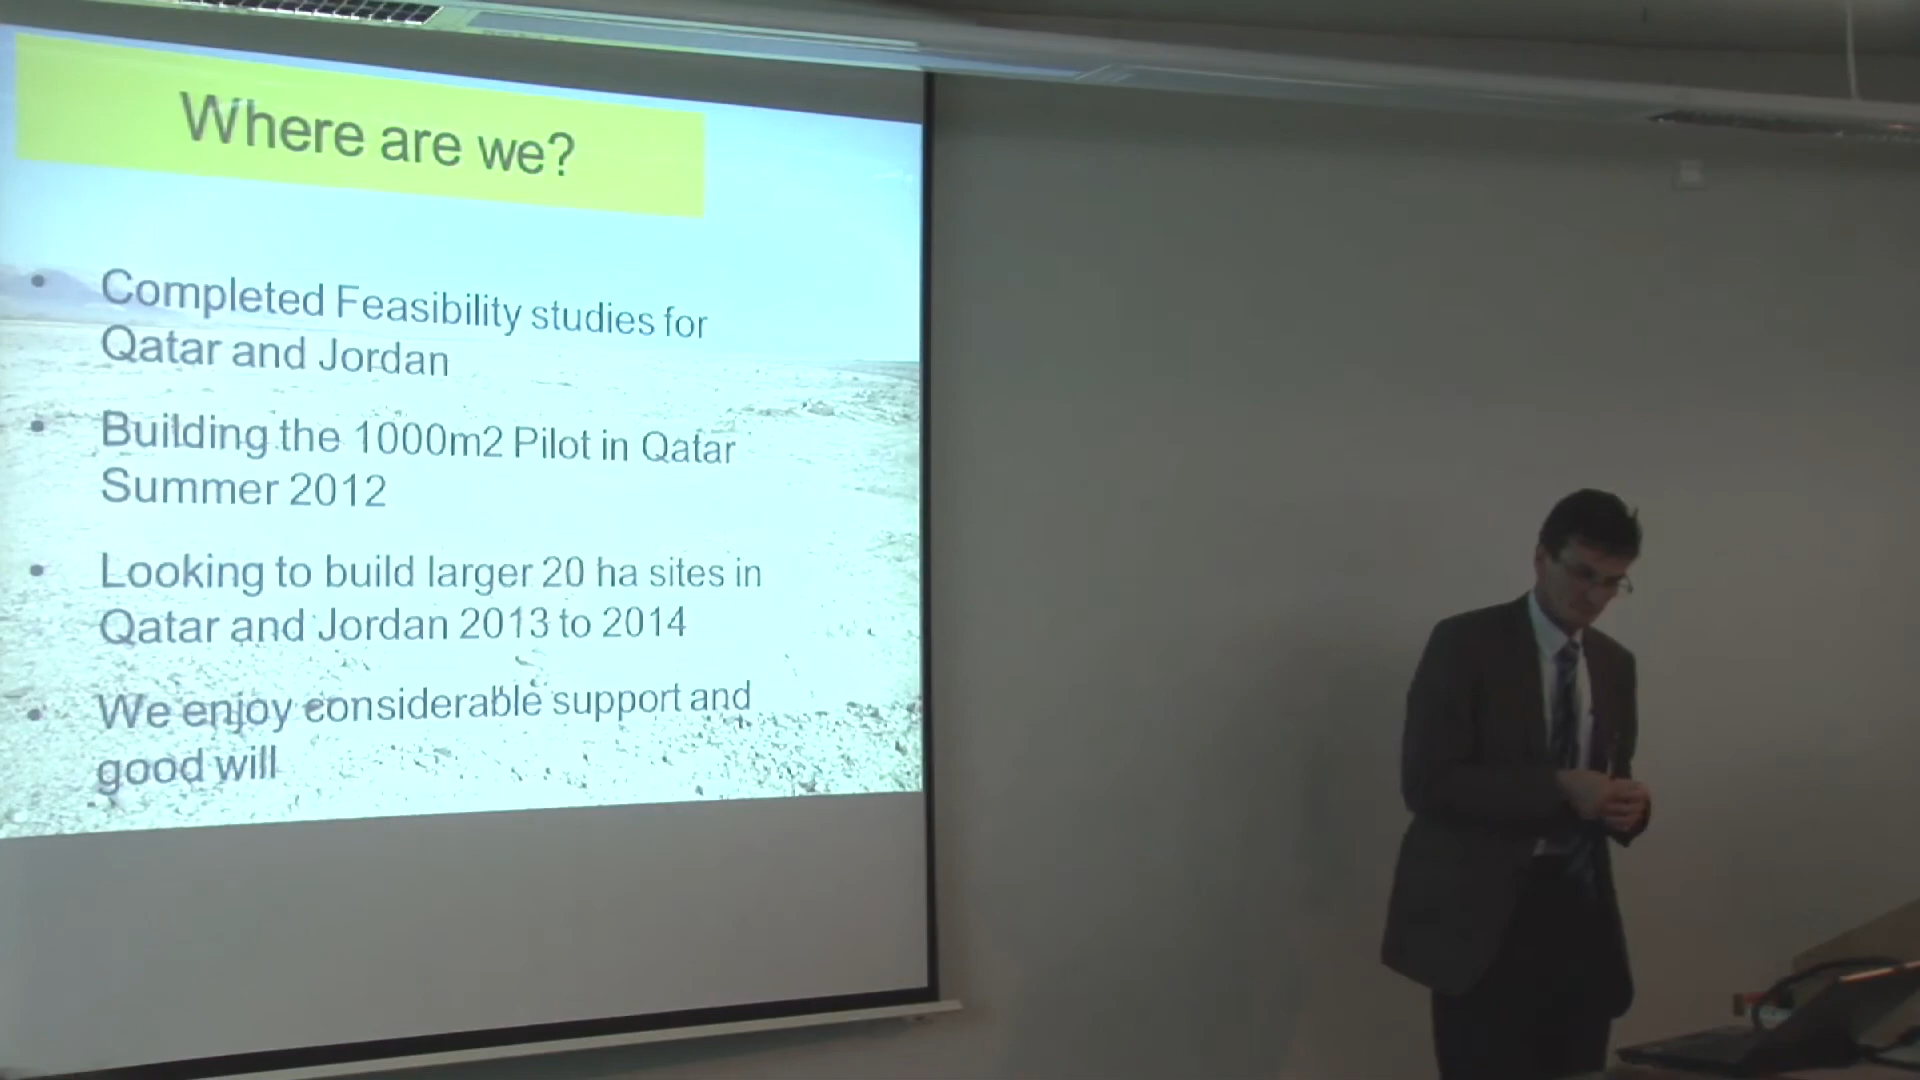 Where are we?
• Completed Feasibility studies for
Qatar and Jordan
• Building the 1000m2 Pilot in Qatar
Summer 2012
• Looking to build larger 20 ha sites in
Qatar and Jordan 2013 to 2014
• We enjoy considerable support and
good will